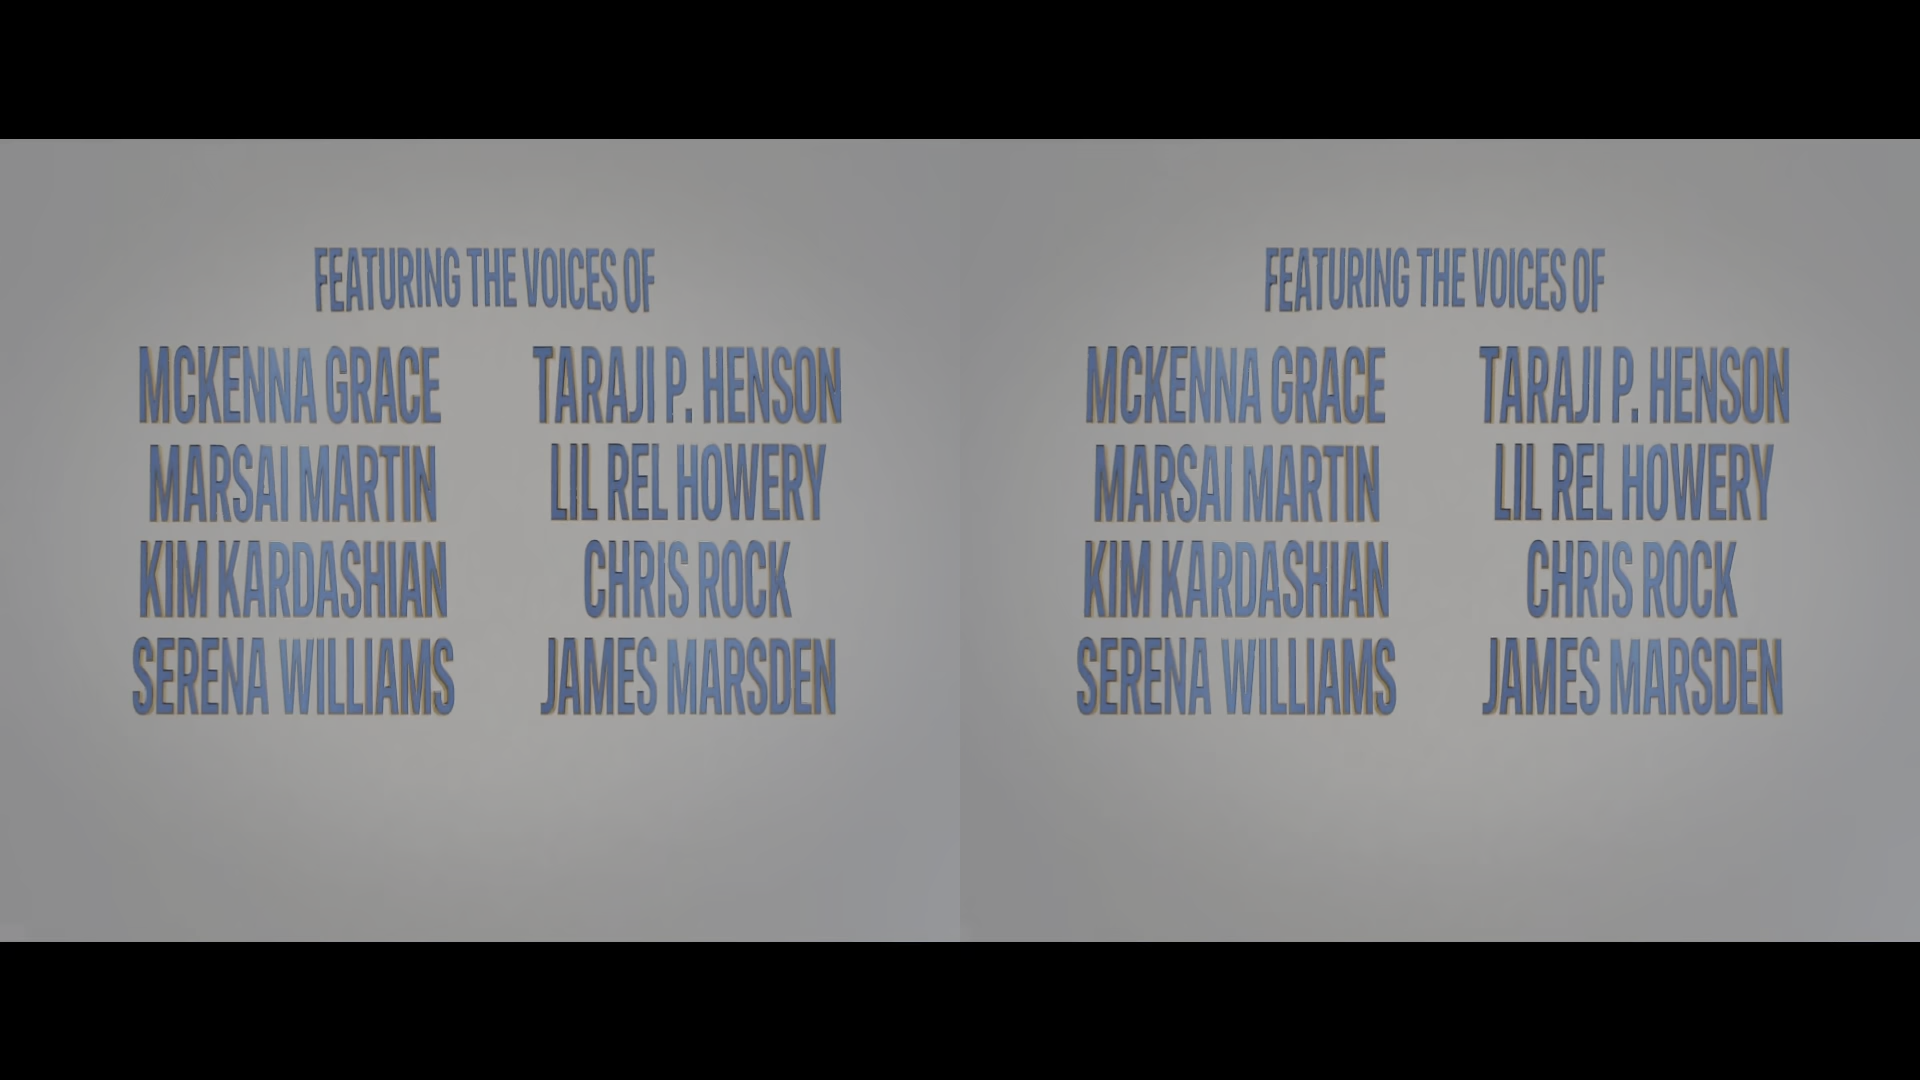 FEATURING THE VOICES OF
MCKENNA GRACE TARAJI P. HENSON
MARSAI MARTIN LIL REL HOWERY
KIM KARDASHIAN CHRIS ROCK
SERENA WILLIAMS JAMES MARSDEN
FEATURING THE VOICES OF
MCKENNA GRACE TARAJI P. HENSON
MARSAI MARTIN LIL REL HOWERY
KIM KARDASHIAN CHRIS ROCK
SERENA WILLIAMS JAMES MARSDEN